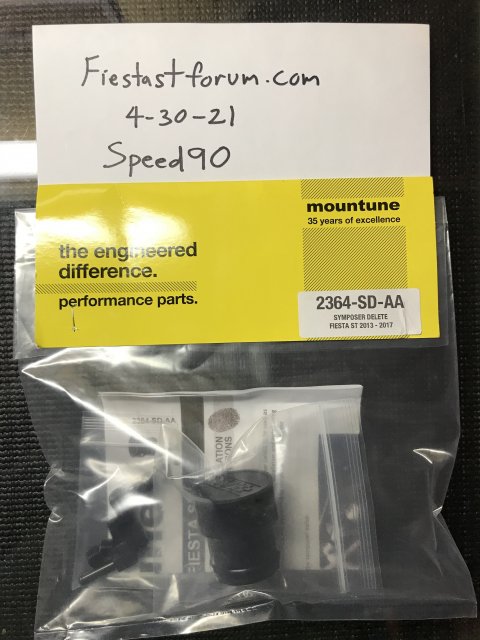 Fiestastforum.com
4-30-21
Speed90
mountune
35 years of excellence
the engineered
difference.
performance parts.
2364-SD-AA
SYMPOSER DELETE
FIESTA ST 2013 - 2017
2364-SD-AA
FIESTA S